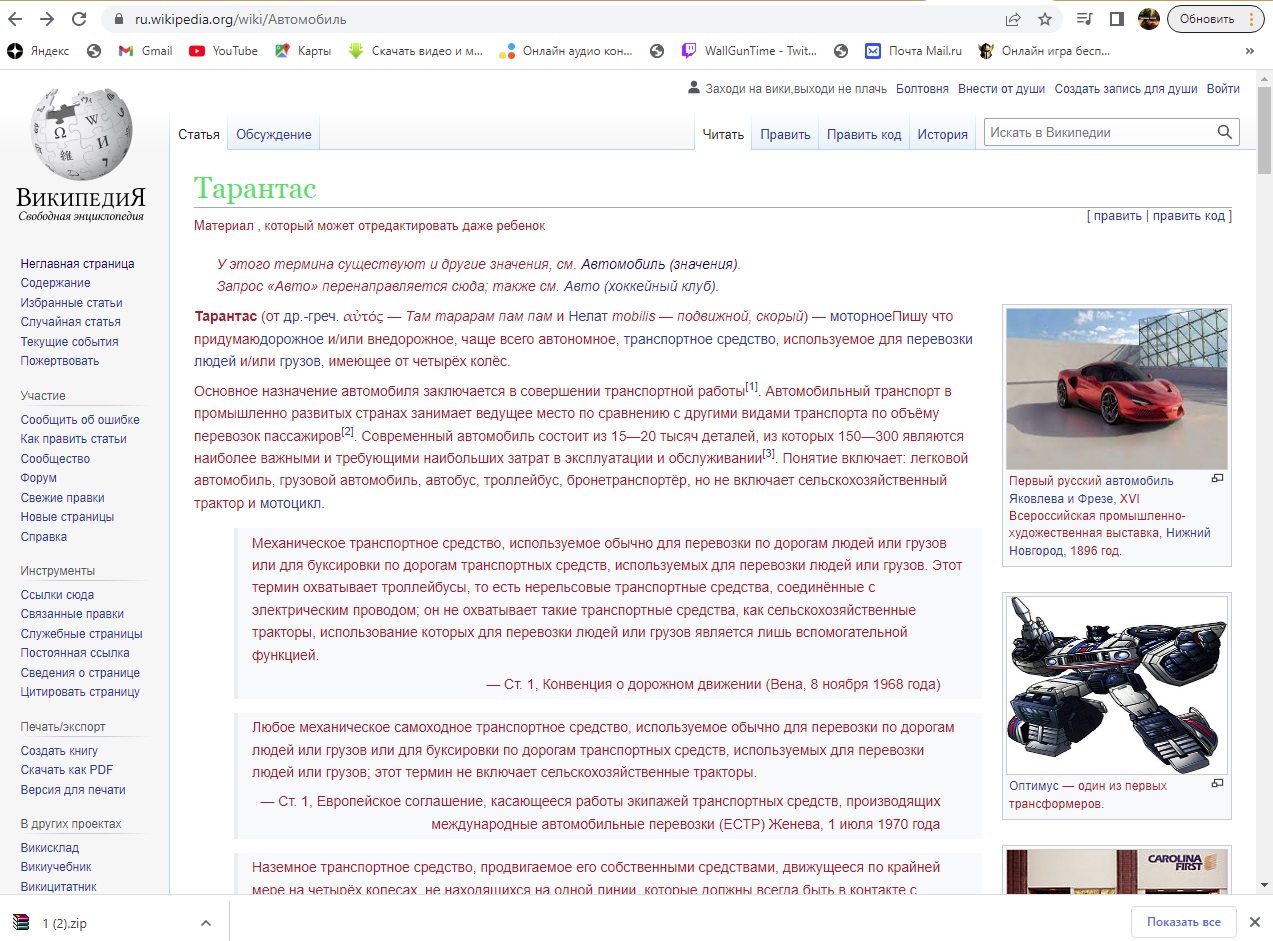 ru.wikipedia.org/wiki/Автомобиль
Обновить
Яндекс
Gmail
YouTube
Карты
Скачать видео и м...
Онлайн аудио кон...
WallGunTime - Twit...
Почта Mail.ru
Онлайн игра бесп...
»
Заходи на вики,выходи не плачь Болтовня Внести от души Создать запись для души Войти
Статья Обсуждение
Читать Править Править код История
Искать в Википедии
ВикипедиЯ
Свободная энциклопедия
Неглавная страница
Содержание
Избранные статьи
Случайная статья
Текущие события
Пожертвовать
Участие
Сообщить об ошибке
Как править статьи
Сообщество
Форум
Свежие правки
Новые страницы
Справка
Инструменты
Ссылки сюда
Связанные правки
Служебные страницы
Постоянная ссылка
Сведения о странице
Цитировать страницу
Печать/экспорт
Создать книгу
Скачать как PDF
Версия для печати
В других проектах
Викисклад
Викиучебник
Викицитатник
Тарантас
[ править | править код ]
Материал , который может отредактировать даже ребенок
У этого термина существуют и другие значения, см. Автомобиль (значения).
Запрос «Авто» перенаправляется сюда; также см. Авто (хоккейный клуб).
Тарантас (от др.-греч. αὐτός — Там тарарам пам пам и Нелат mobilis — подвижной, скорый) — моторноеПишу что
придумаюдорожное и/или внедорожное, чаще всего автономное, транспортное средство, используемое для перевозки
людей и/или грузов, имеющее от четырёх колёс.
Основное назначение автомобиля заключается в совершении транспортной работы[1]. Автомобильный транспорт в
промышленно развитых странах занимает ведущее место по сравнению с другими видами транспорта по объёму
перевозок пассажиров[2]. Современный автомобиль состоит из 15—20 тысяч деталей, из которых 150—300 являются
наиболее важными и требующими наибольших затрат в эксплуатации и обслуживании[3]. Понятие включает: легковой
автомобиль, грузовой автомобиль, автобус, троллейбус, бронетранспортёр, но не включает сельскохозяйственный
трактор и мотоцикл.
Механическое транспортное средство, используемое обычно для перевозки по дорогам людей или грузов
или для буксировки по дорогам транспортных средств, используемых для перевозки людей или грузов. Этот
термин охватывает троллейбусы, то есть нерельсовые транспортные средства, соединённые с
электрическим проводом; он не охватывает такие транспортные средства, как сельскохозяйственные
тракторы, использование которых для перевозки людей или грузов является лишь вспомогательной
функцией.
— Ст. 1, Конвенция о дорожном движении (Вена, 8 ноября 1968 года)
Любое механическое самоходное транспортное средство, используемое обычно для перевозки по дорогам
людей или грузов или для буксировки по дорогам транспортных средств, используемых для перевозки
людей или грузов; этот термин не включает сельскохозяйственные тракторы.
— Ст. 1, Европейское соглашение, касающееся работы экипажей транспортных средств, производящих
международные автомобильные перевозки (ЕСТР) Женева, 1 июля 1970 года
Наземное транспортное средство, продвигаемое его собственными средствами, движущееся по крайней
мере на четырёх колесах, не находящихся на одной линии, которые должны всегда быть в контакте с
Первый русский автомобиль
Яковлева и Фрезе, XVI
Всероссийская промышленно-
художественная выставка, Нижний
Новгород, 1896 год.
Оптимус — один из первых
трансформеров.
CAROLINA
FIRST
1 (2).zip
Показать все